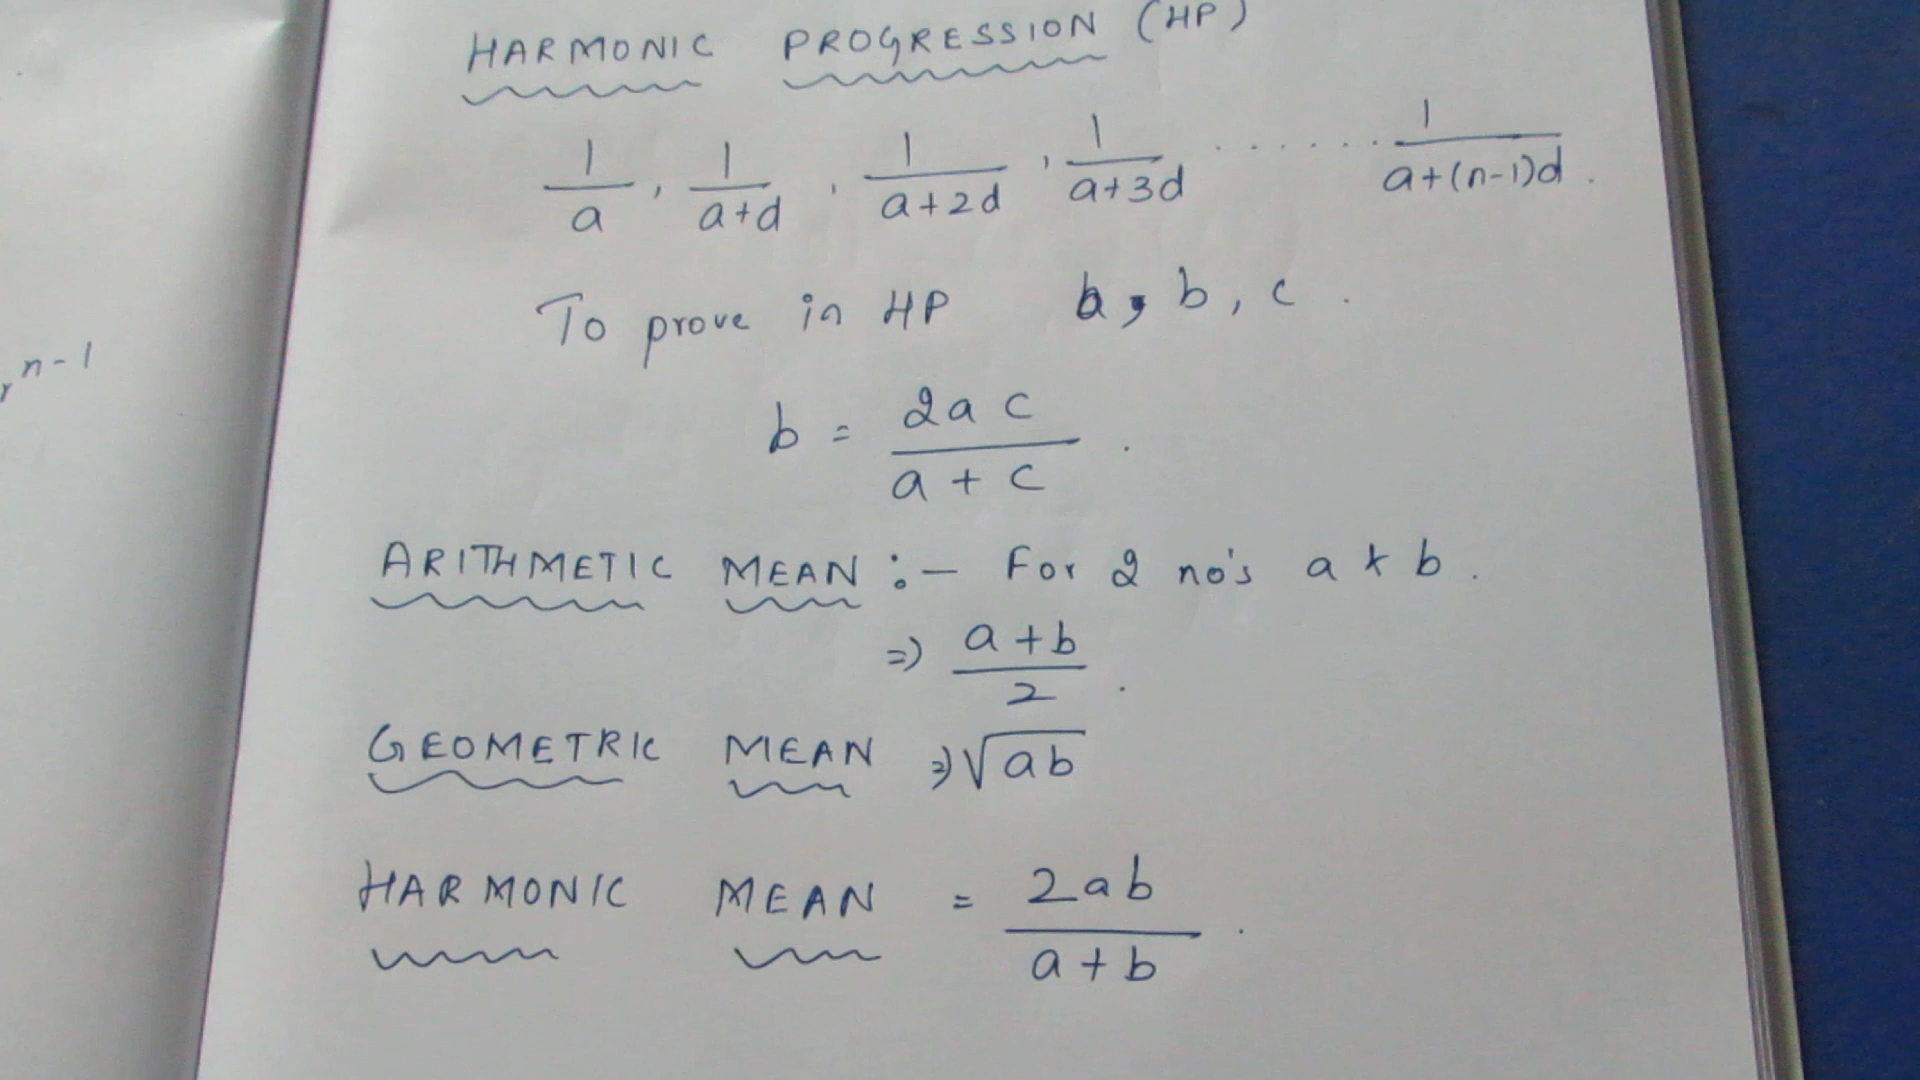 HARMONIC PROGRESSION (HP)
1/a , 1/a+d , 1/a+2d , 1/a+3d ............ 1/a+(n-1)d .
To prove in HP a, b, c .
n-1
b = 2ac/a+c .
ARITHMETIC MEAN :- For 2 no's a & b .
=> a+b/2 .
GEOMETRIC MEAN => √ab
HARMONIC MEAN = 2ab/a+b .